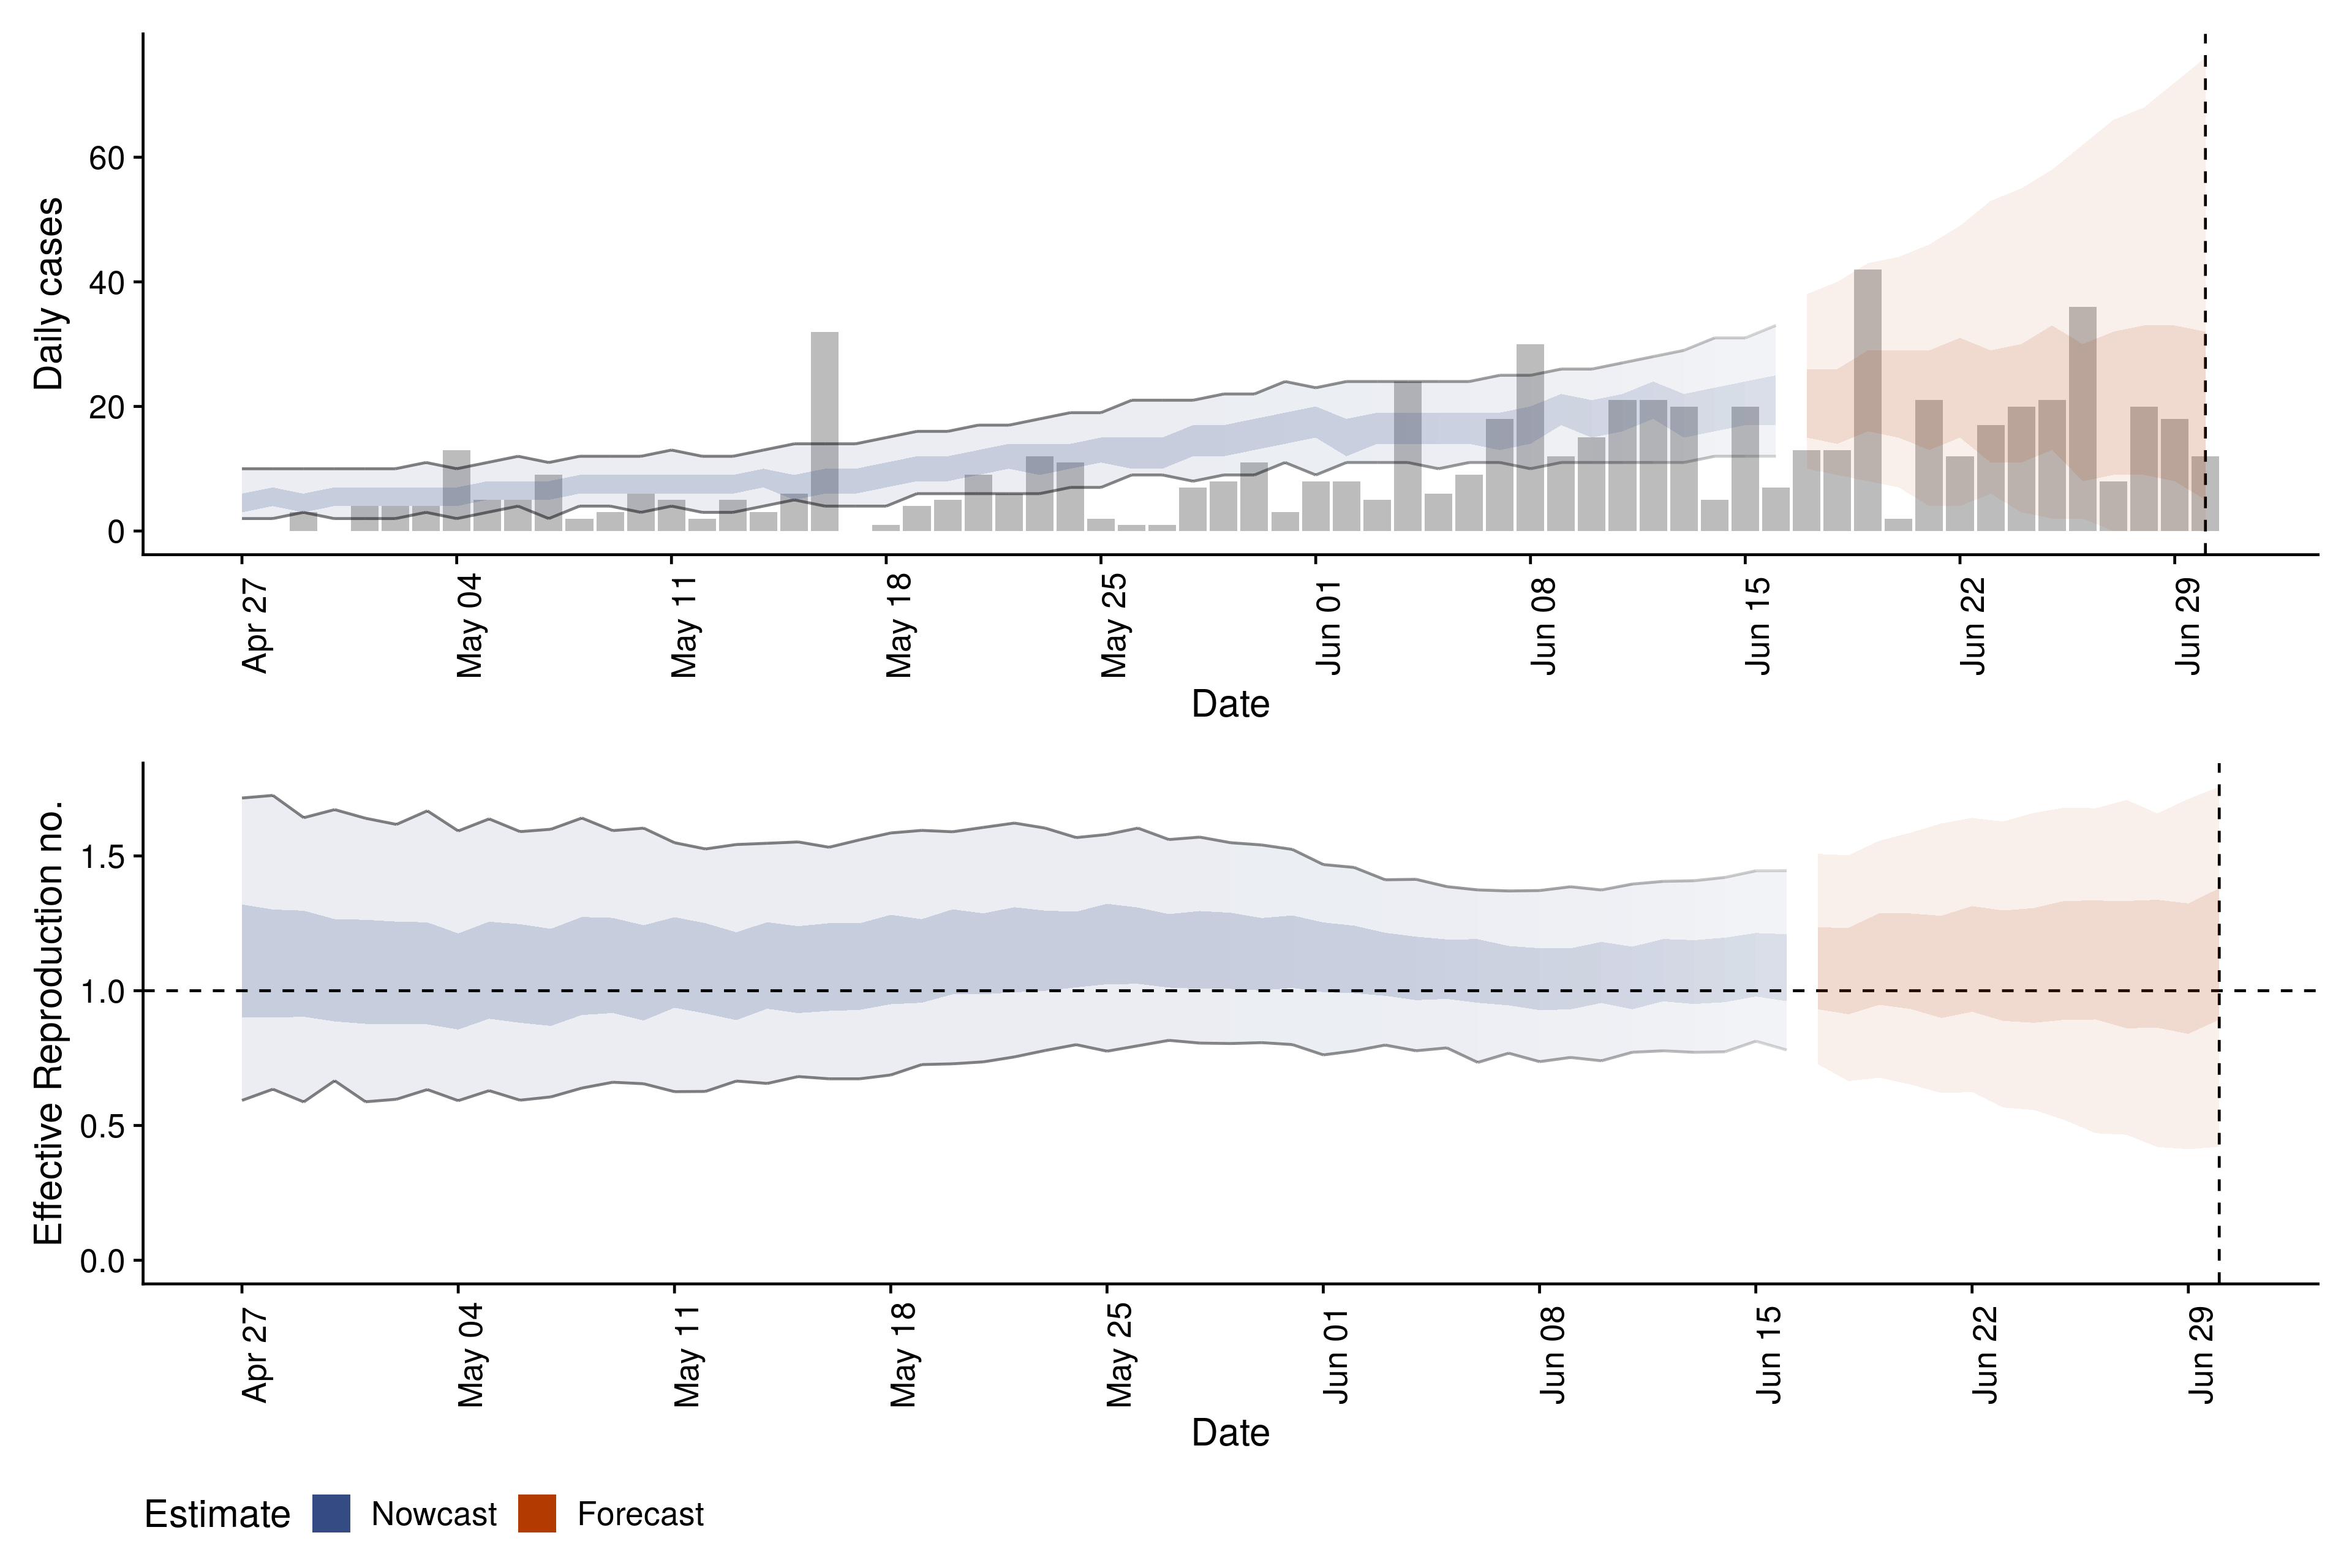 Daily cases
60
40
20
0
Apr 27
May 04
May 11
May 18
May 25
Jun 01
Jun 08
Jun 15
Jun 22
Jun 29
Date
Effective Reproduction no.
1.5
1.0
0.5
0.0
Apr 27
May 04
May 11
May 18
May 25
Jun 01
Jun 08
Jun 15
Jun 22
Jun 29
Date
Estimate Nowcast Forecast